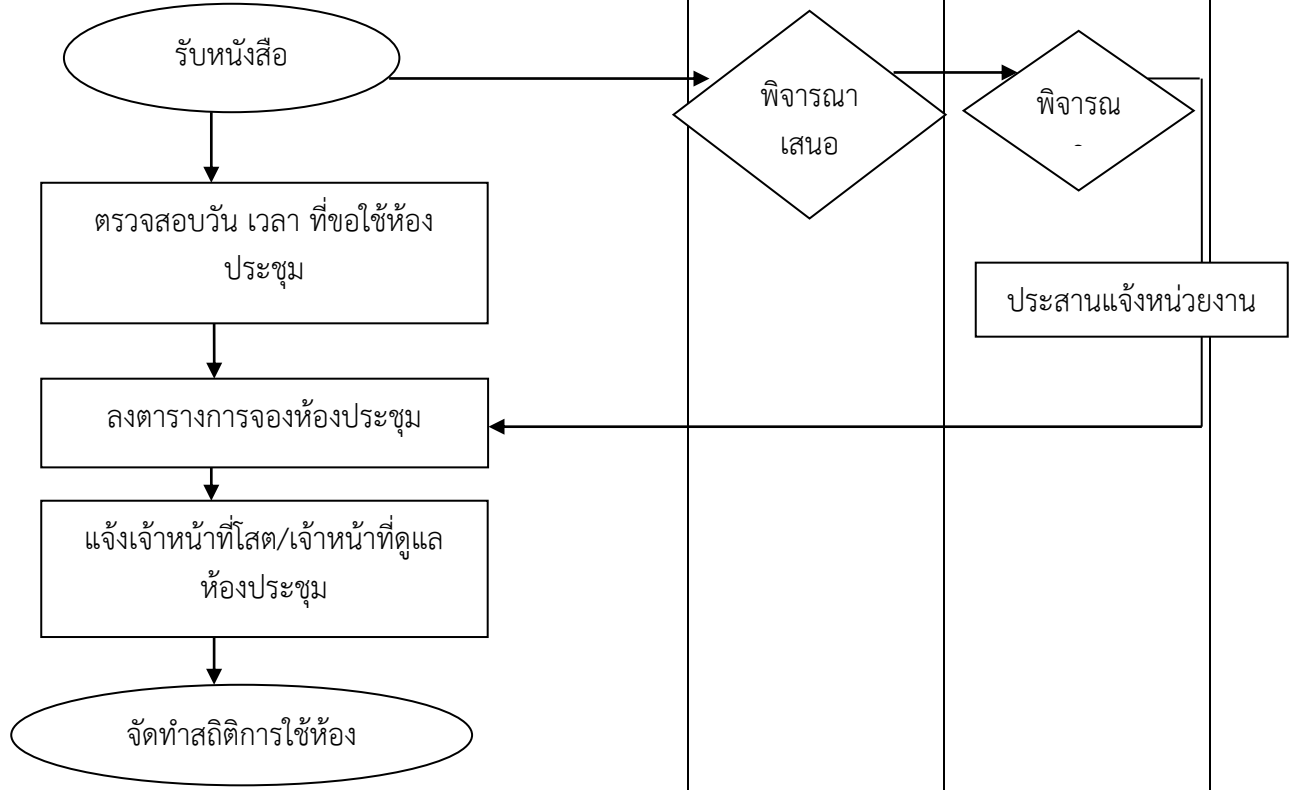 รับหนังสือ
พิจารณา
เสนอ
พิจารณ
ตรวจสอบวัน เวลา ที่ขอใช้ห้อง
ประชุม
ประสานแจ้งหน่วยงาน
ลงตารางการจองห้องประชุม
แจ้งเจ้าหน้าที่โสต/เจ้าหน้าที่ดูแล
ห้องประชุม
จัดทำสถิติการใช้ห้อง